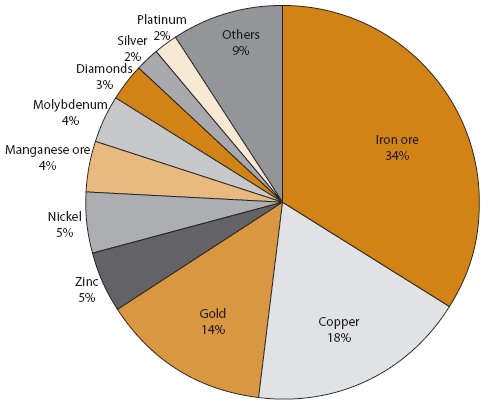 Platinum
2%
Others
9%
Silver
2%
Diamonds
3%
Molybdenum
4%
Manganese ore
4%
Nickel
5%
Zinc
5%
Gold
14%
Copper
18%
Iron ore
34%